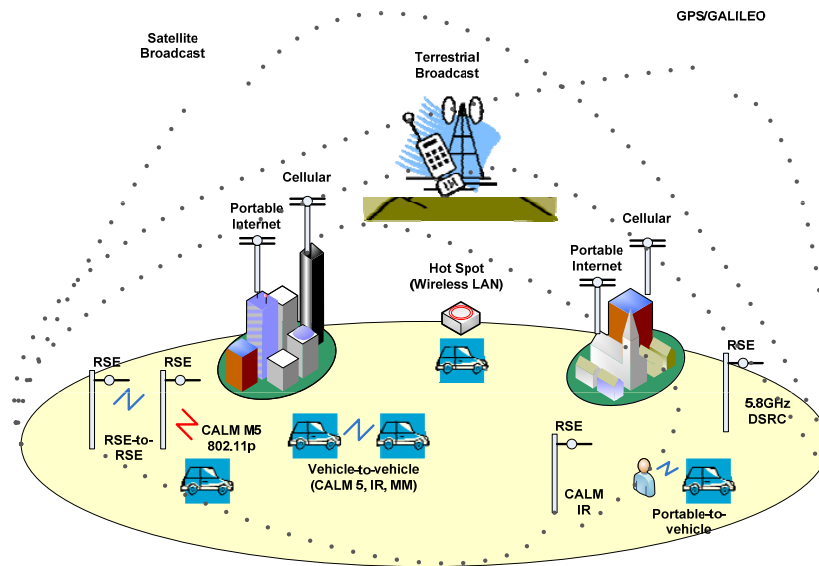 GPS/GALILEO
Satellite
Broadcast
Terrestrial
Broadcast
Cellular
Portable
Internet
Cellular
Portable
Internet
Hot Spot
(Wireless LAN)
RSE
RSE
RSE
5.8GHz
DSRC
RSE-to-
RSE
CALM M5
802.11p
RSE
Vehicle-to-vehicle
(CALM 5, IR, MM)
CALM
IR
Portable-to-
vehicle